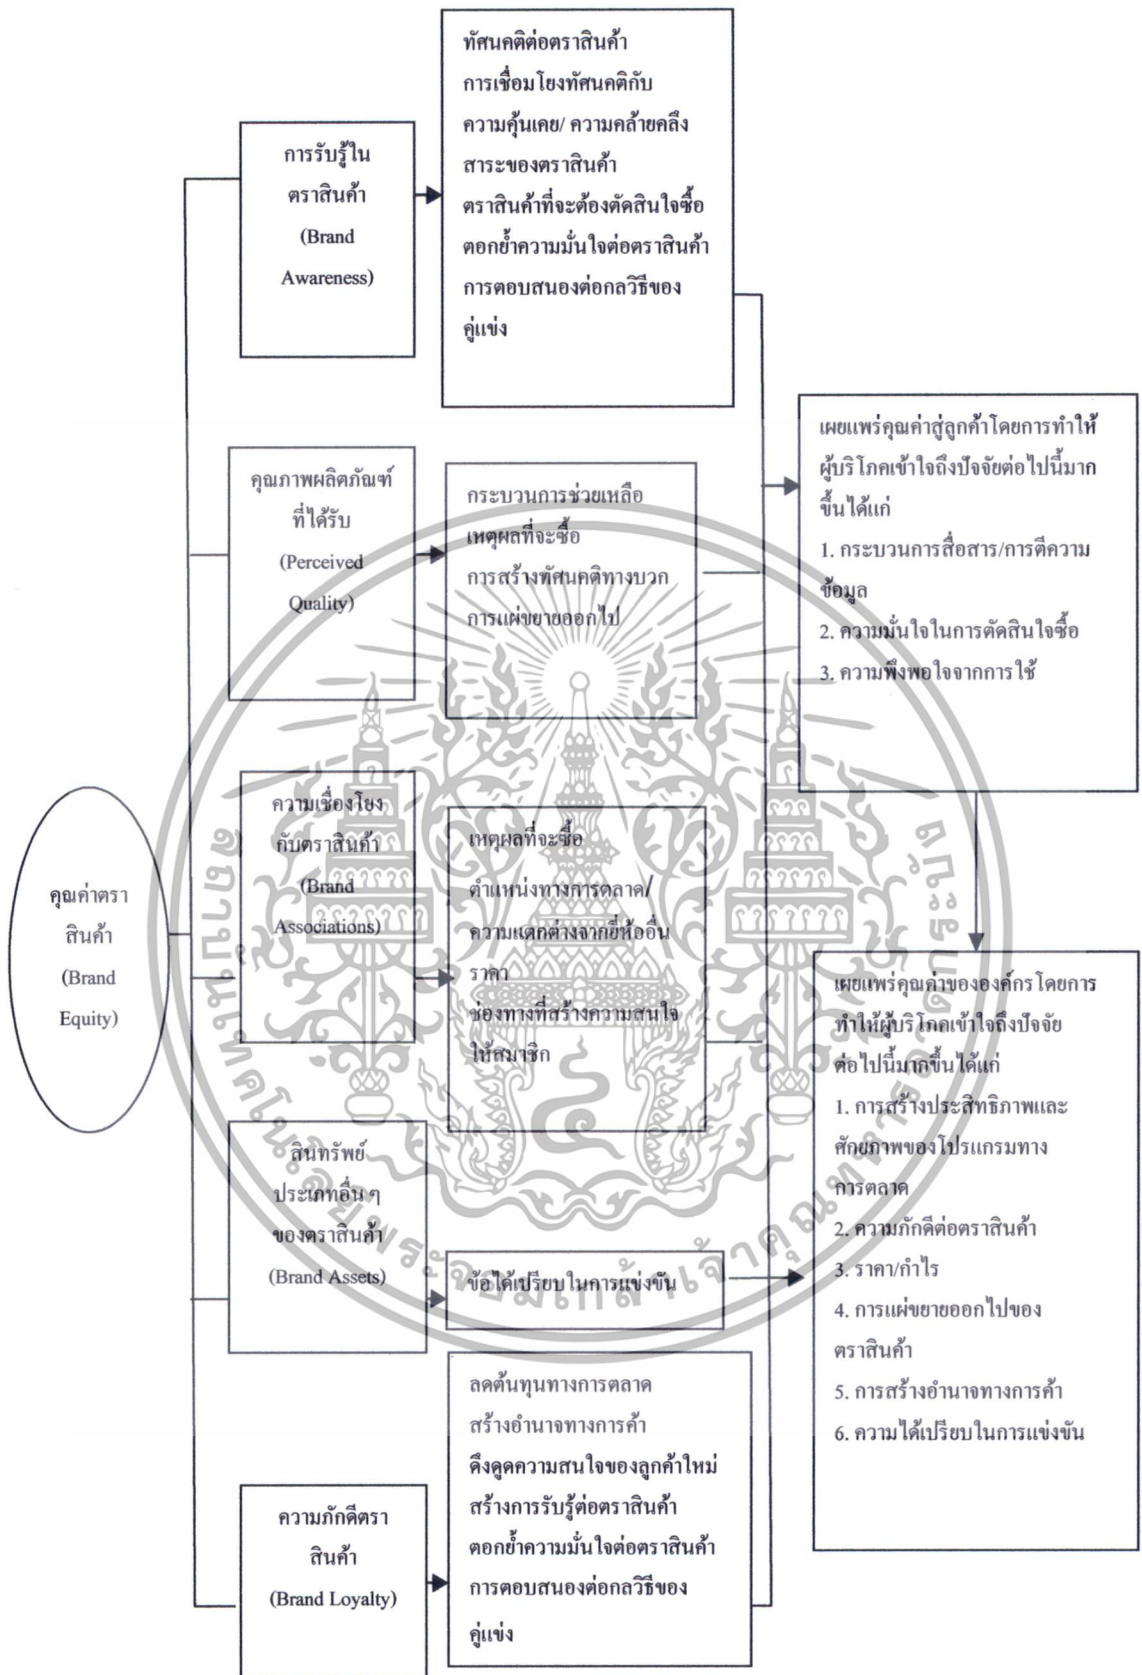 คุณค่าตรา
สินค้า
(Brand
Equity)
การรับรู้ใน
ตราสินค้า
(Brand
Awareness)
ทัศนคติต่อตราสินค้า
การเชื่อมโยงทัศนคติกับ
ความคุ้นเคย/ ความคล้ายคลึง
สาระของตราสินค้า
ตราสินค้าที่จะต้องตัดสินใจซื้อ
ตอกย้ำความมั่นใจต่อตราสินค้า
การตอบสนองต่อกลวิธีของ
คู่แข่ง
คุณภาพผลิตภัณฑ์
ที่ได้รับ
(Perceived
Quality)
กระบวนการช่วยเหลือ
เหตุผลที่จะซื้อ
การสร้างทัศนคติทางบวก
การแผ่ขยายออกไป
ความเชื่องโยง
กับตราสินค้า
(Brand
Associations)
เหตุผลที่จะซื้อ
ตำแหน่งทางการตลาด/
ความแตกต่างจากยี่ห้ออื่น
ราคา
ช่องทางที่สร้างความสนใจ
ให้สมาชิก
สินทรัพย์
ประเภทอื่น ๆ
ของตราสินค้า
(Brand Assets)
ข้อได้เปรียบในการแข่งขัน
ความภักดีตรา
สินค้า
(Brand Loyalty)
ลดต้นทุนทางการตลาด
สร้างอำนาจทางการค้า
ดึงดูดความสนใจของลูกค้าใหม่
สร้างการรับรู้ต่อตราสินค้า
ตอกย้ำความมั่นใจต่อตราสินค้า
การตอบสนองต่อกลวิธีของ
คู่แข่ง
เผยแพร่คุณค่าสู่ลูกค้าโดยการทำให้
ผู้บริโภคเข้าใจถึงปัจจัยต่อไปนี้มาก
ขึ้นได้แก่
1. กระบวนการสื่อสาร/การตีความ
ข้อมูล
2. ความมั่นใจในการตัดสินใจซื้อ
3. ความพึงพอใจจากการใช้
เผยแพร่คุณค่าขององค์กรโดยการ
ทำให้ผู้บริโภคเข้าใจถึงปัจจัย
ต่อไปนี้มากขึ้นได้แก่
1. การสร้างประสิทธิภาพและ
ศักยภาพของโปรแกรมทาง
การตลาด
2. ความภักดีต่อตราสินค้า
3. ราคา/กำไร
4. การแผ่ขยายออกไปของ
ตราสินค้า
5. การสร้างอำนาจทางการค้า
6. ความได้เปรียบในการแข่งขัน
สถาบันเทคโนโลยีพระจอมเกล้าเจ้าคุณทหารลาดกระบัง